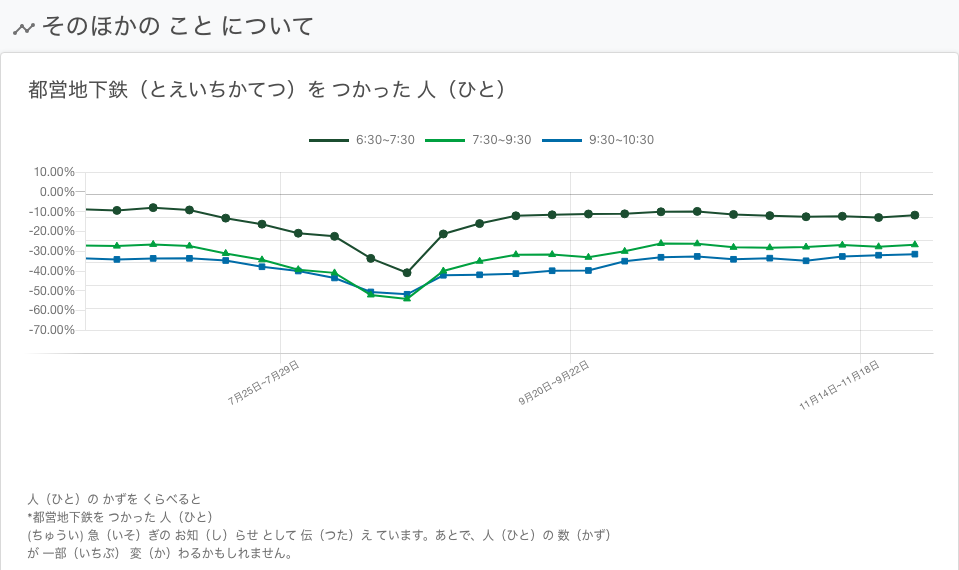 そのほかの こと について
都営地下鉄（とえいちかてつ）を つかった 人（ひと）
6:30~7:30
7:30~9:30
9:30~10:30
10.00%
0.00%
-10.00%
-20.00%
-30.00%
-40.00%
-50.00%
-60.00%
-70.00%
7月25日~7月29日
9月20日~9月22日
11月14日~11月18日
人（ひと）の かずを くらべると
*都営地下鉄を つかった 人（ひと）
(ちゅうい) 急（いそ）ぎの お知（し）らせ として 伝（つた）え ています。あとで、人（ひと）の 数（かず）
が 一部（いちぶ） 変（か）わるかもしれません。